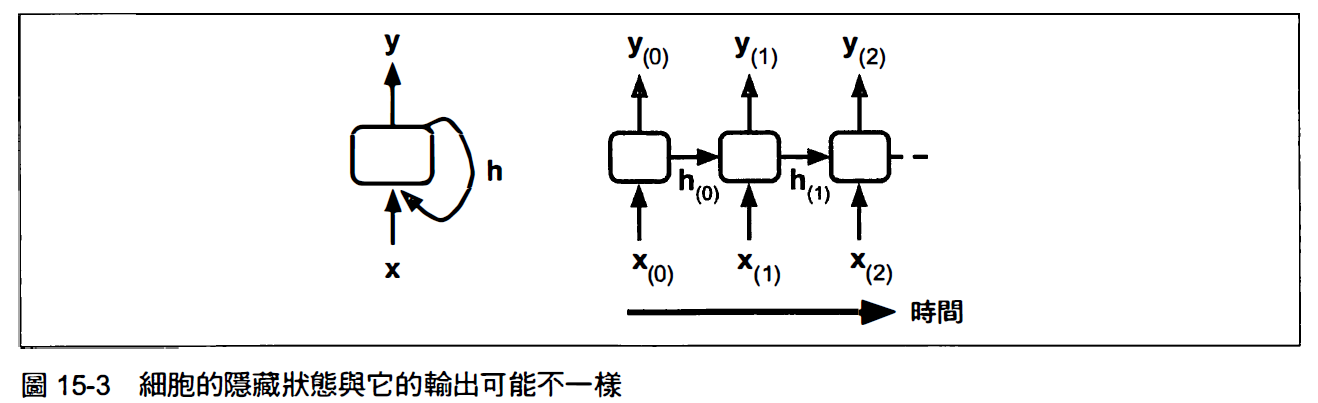 y
h
x
y(0) y(1) y(2)
h(0) h(1)
x(0) x(1) x(2)
時間
圖 15-3 細胞的隱藏狀態與它的輸出可能不一樣